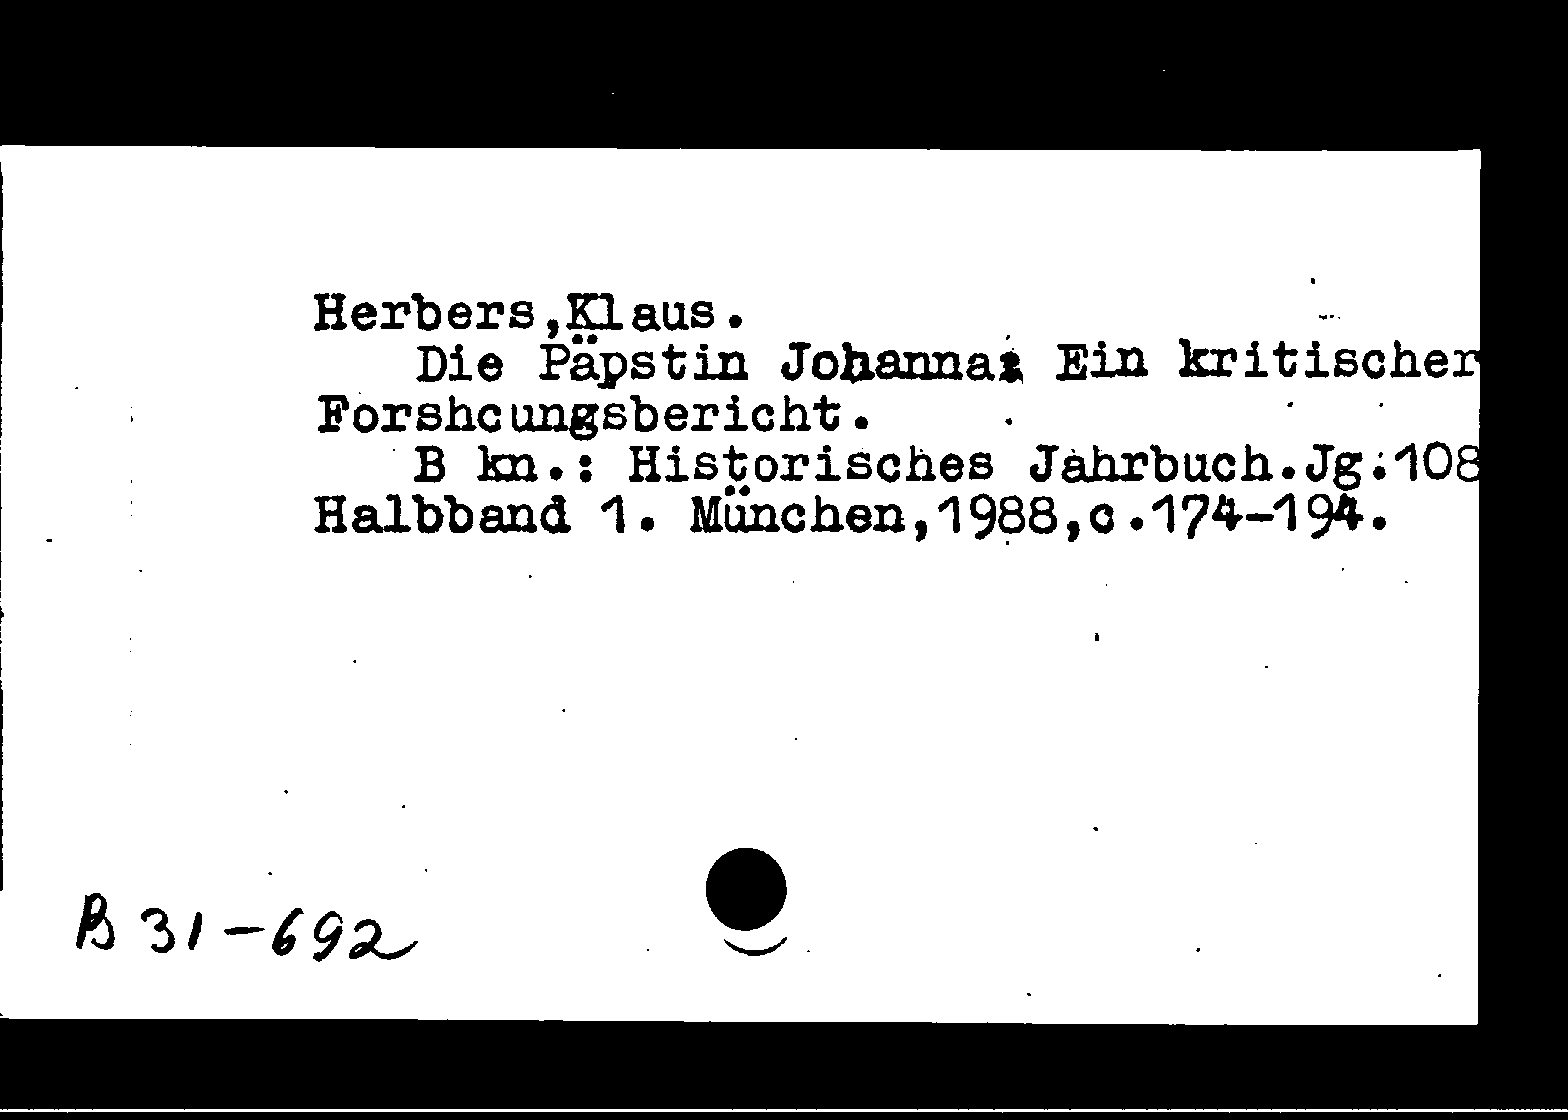 Herbers,Klaus.
Die Päpstin Johanna: Ein kritischer
Forshcungsbericht.
B kn.: Historisches Jahrbuch.Jg.108
Halbband 1. München,1988,c.174-194.
B 31-692